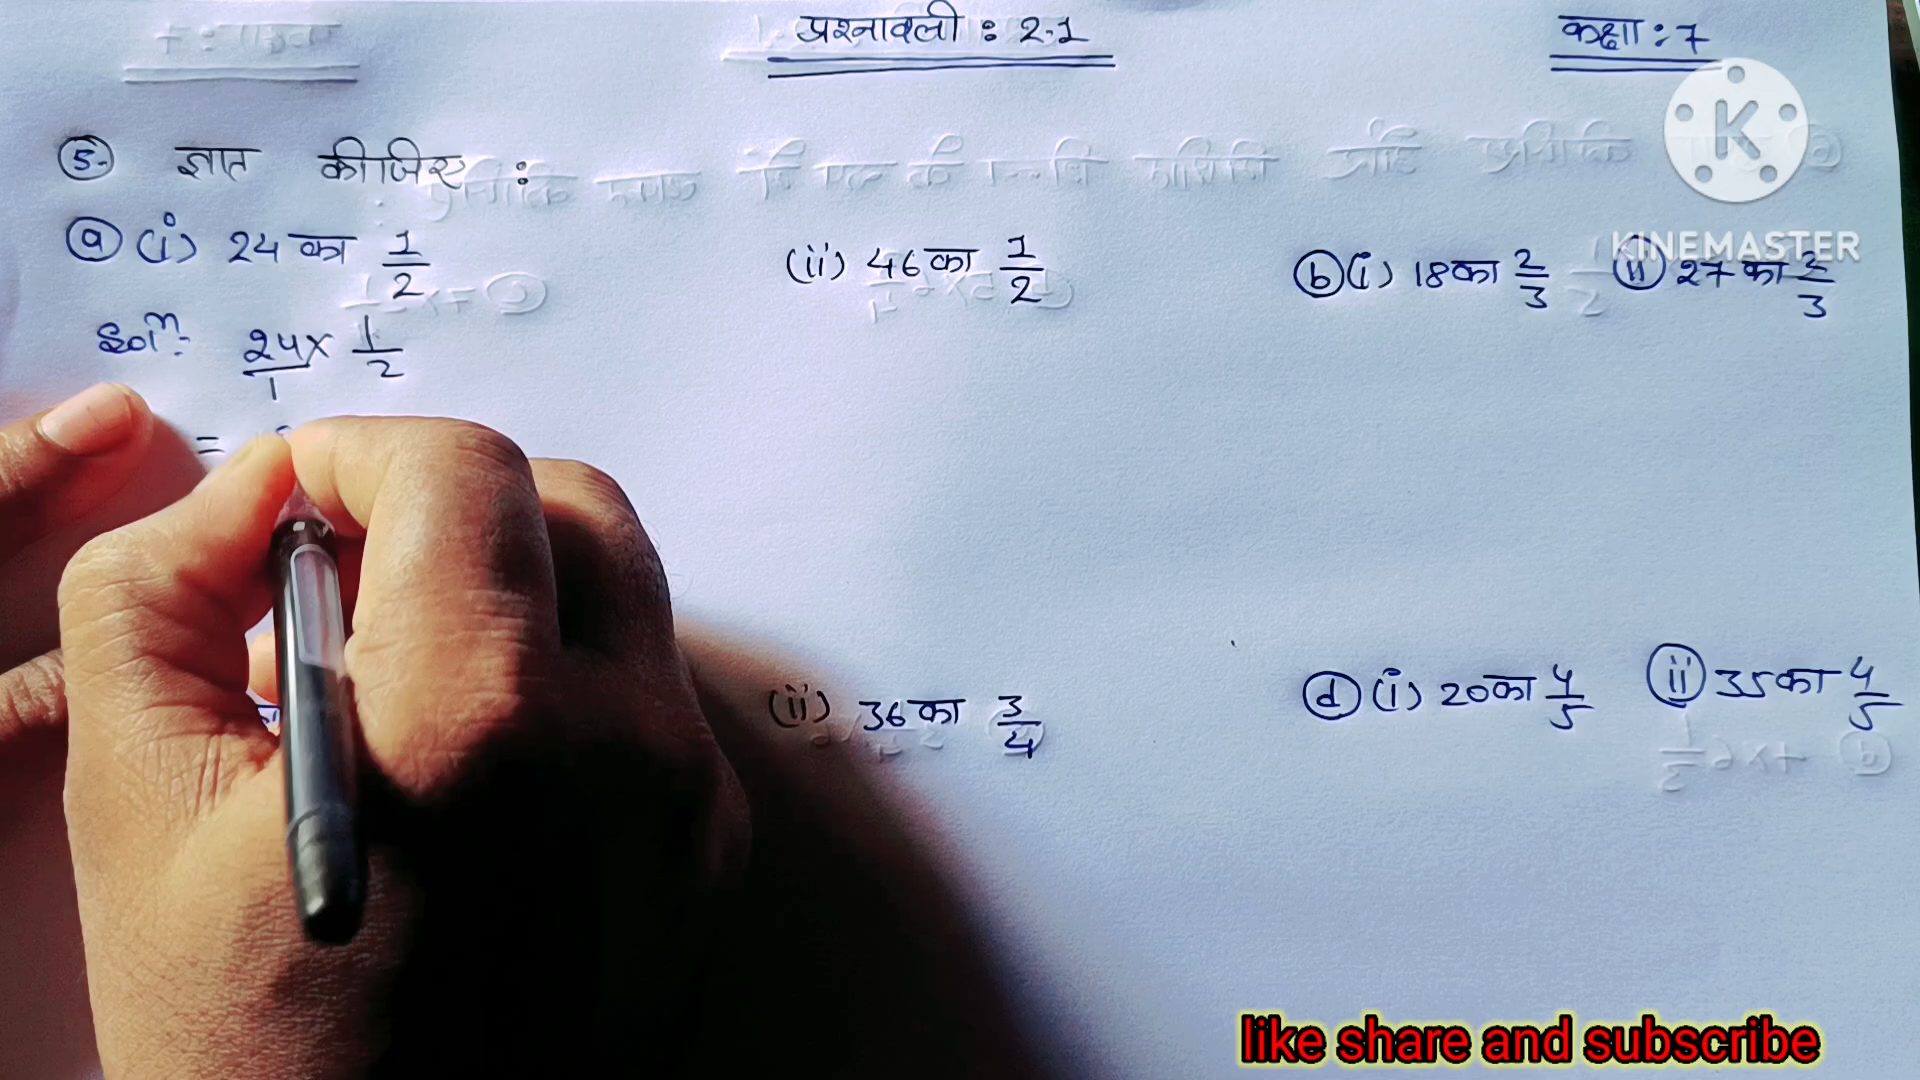 प्रश्नावली : 2.1
कक्षा : 7
5. ज्ञात कीजिए :
a (i) 24 का 1/2
(ii) 46 का 1/2
b (i) 18 का 2/3
ii 27 का 2/3
Solⁿ: 24/1 × 1/2
=
(ii) 36 का 3/4
d (i) 20 का 4/5
ii 35 का 4/5
K
KINEMASTER
like share and subscribe